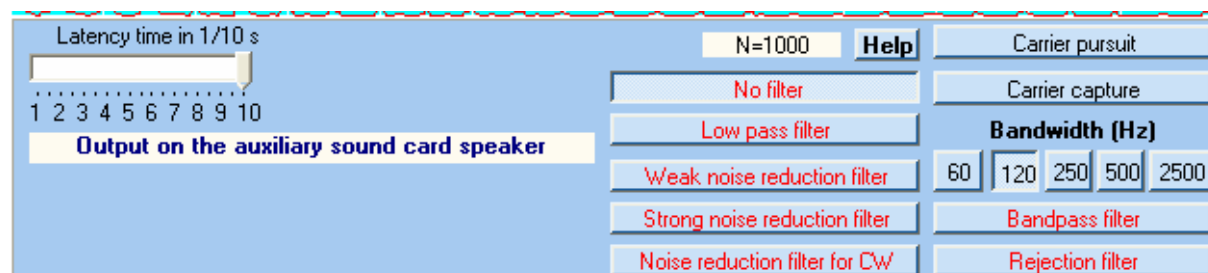 Latency time in 1/10 s
1 2 3 4 5 6 7 8 9 10
Output on the auxiliary sound card speaker
N=1000
Help
No filter
Low pass filter
Weak noise reduction filter
Strong noise reduction filter
Noise reduction filter for CW
Carrier pursuit
Carrier capture
Bandwidth (Hz)
60 120 250 500 2500
Bandpass filter
Rejection filter